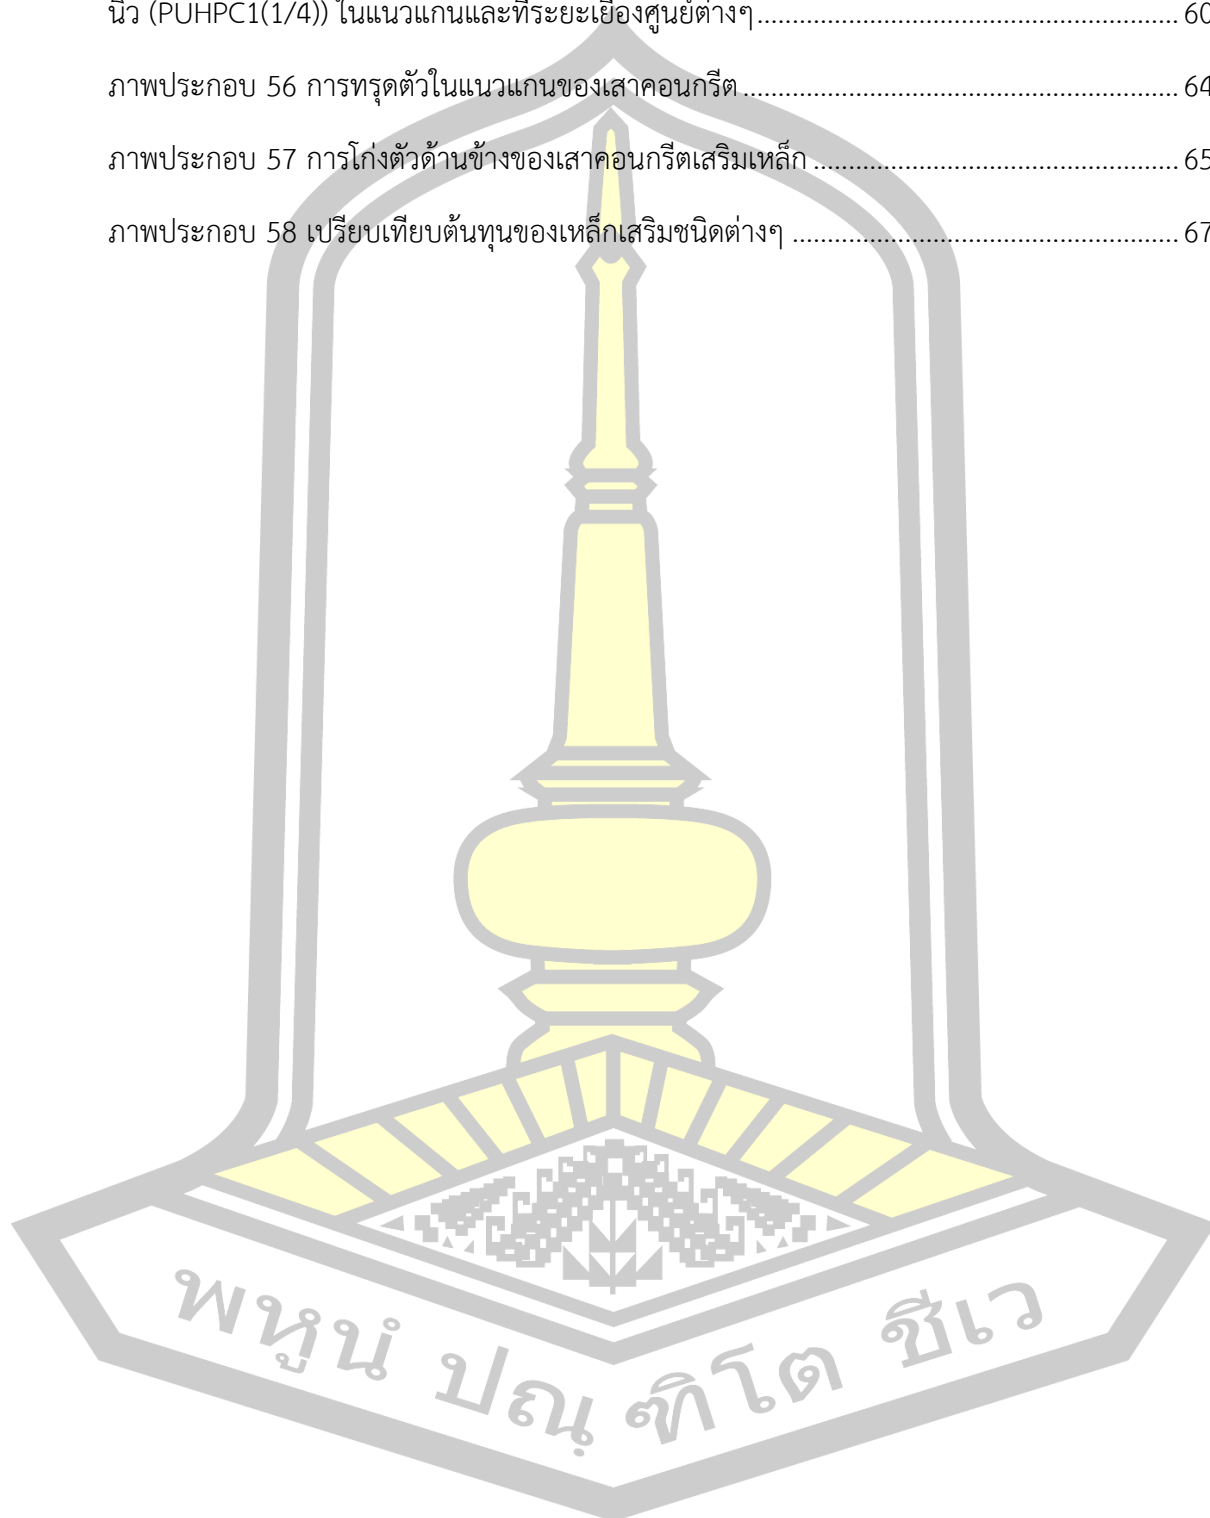 นิ้ว (PUHPC1(1/4)) ในแนวแกนและที่ระยะเยื้องศูนย์ต่างๆ ........................................................ 60
ภาพประกอบ 56 การทรุดตัวในแนวแกนของเสาคอนกรีต .......................................................... 64
ภาพประกอบ 57 การโก่งตัวด้านข้างของเสาคอนกรีตเสริมเหล็ก ................................................. 65
ภาพประกอบ 58 เปรียบเทียบต้นทุนของเหล็กเสริมชนิดต่างๆ .................................................... 67
พหูนํ ปณฺฑิโต ชีเว